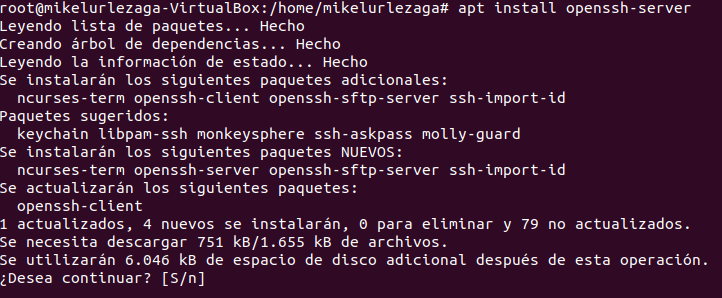 root@mikelurlezaga-VirtualBox:/home/mikelurlezaga# apt install openssh-server
Leyendo lista de paquetes... Hecho
Creando árbol de dependencias... Hecho
Leyendo la información de estado... Hecho
Se instalarán los siguientes paquetes adicionales:
  ncurses-term openssh-client openssh-sftp-server ssh-import-id
Paquetes sugeridos:
  keychain libpam-ssh monkeysphere ssh-askpass molly-guard
Se instalarán los siguientes paquetes NUEVOS:
  ncurses-term openssh-server openssh-sftp-server ssh-import-id
Se actualizarán los siguientes paquetes:
  openssh-client
1 actualizados, 4 nuevos se instalarán, 0 para eliminar y 79 no actualizados.
Se necesita descargar 751 kB/1.655 kB de archivos.
Se utilizarán 6.046 kB de espacio de disco adicional después de esta operación.
¿Desea continuar? [S/n]